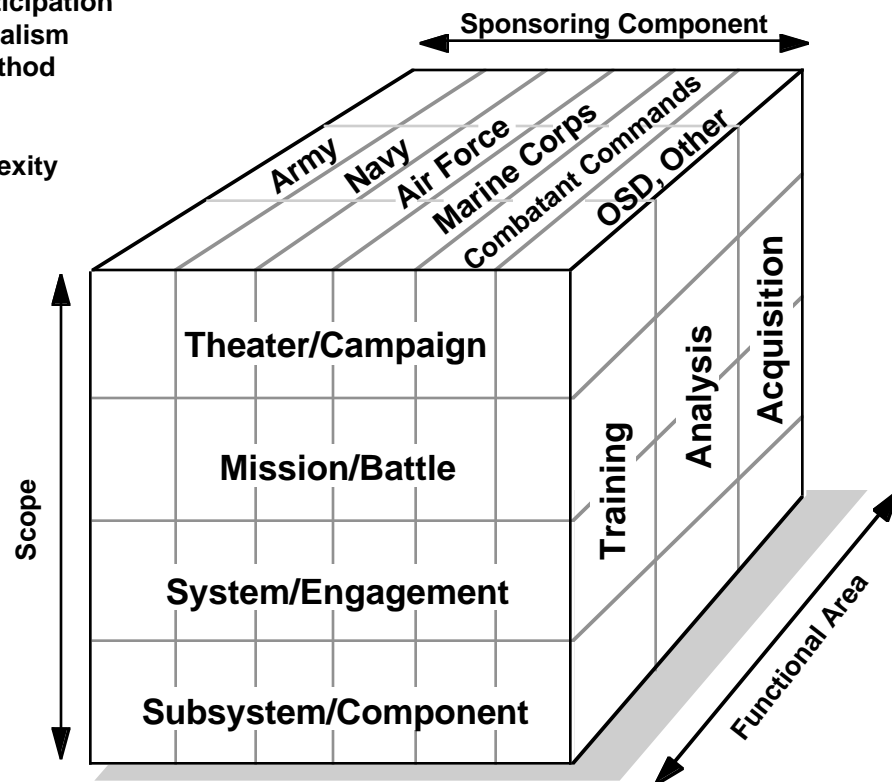 Sponsoring Component
Army
Navy
Air Force
Marine Corps
Combatant Commands
OSD, Other
Scope
Theater/Campaign
Mission/Battle
System/Engagement
Subsystem/Component
Training
Analysis
Acquisition
Functional Area